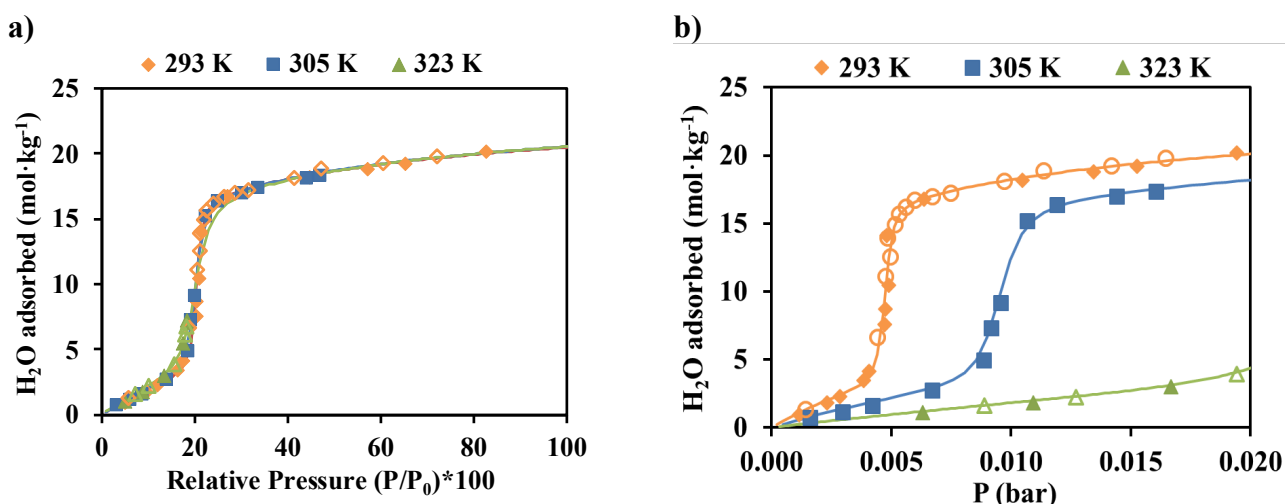 a)
293 K 305 K 323 K
H₂O adsorbed (mol·kg⁻¹)
25
20
15
10
5
0
0 20 40 60 80 100
Relative Pressure (P/P₀)*100
b)
293 K 305 K 323 K
H₂O adsorbed (mol·kg⁻¹)
25
20
15
10
5
0
0.000 0.005 0.010 0.015 0.020
P (bar)